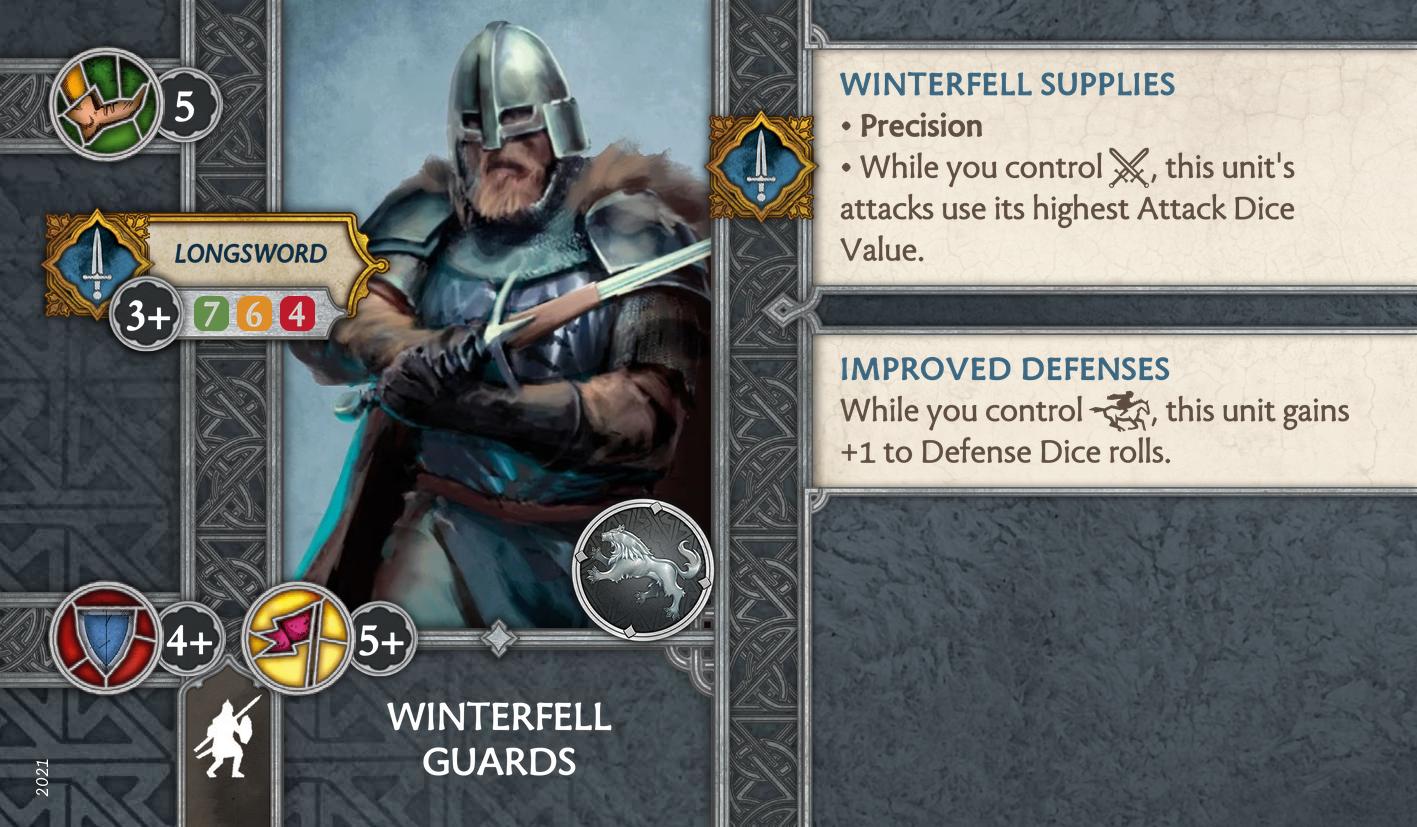 5
LONGSWORD
3+ 7 6 4
4+ 5+
WINTERFELL
GUARDS
2021
WINTERFELL SUPPLIES
• Precision
• While you control , this unit's
attacks use its highest Attack Dice
Value.
IMPROVED DEFENSES
While you control , this unit gains
+1 to Defense Dice rolls.